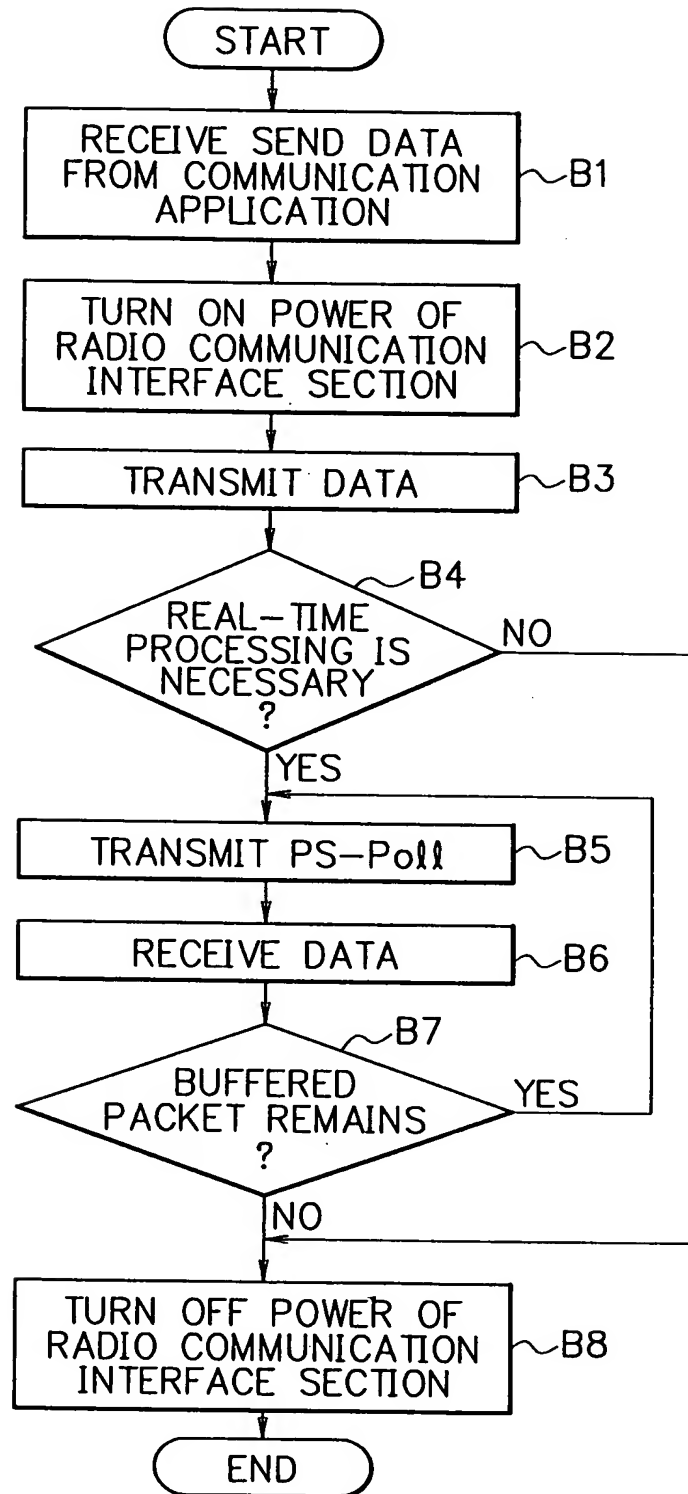 START
RECEIVE SEND DATA
FROM COMMUNICATION
APPLICATION
B1
TURN ON POWER OF
RADIO COMMUNICATION
INTERFACE SECTION
B2
TRANSMIT DATA
B3
B4
REAL-TIME
PROCESSING IS
NECESSARY
?
NO
YES
TRANSMIT PS-Poll
B5
RECEIVE DATA
B6
B7
BUFFERED
PACKET REMAINS
?
YES
NO
TURN OFF POWER OF
RADIO COMMUNICATION
INTERFACE SECTION
B8
END